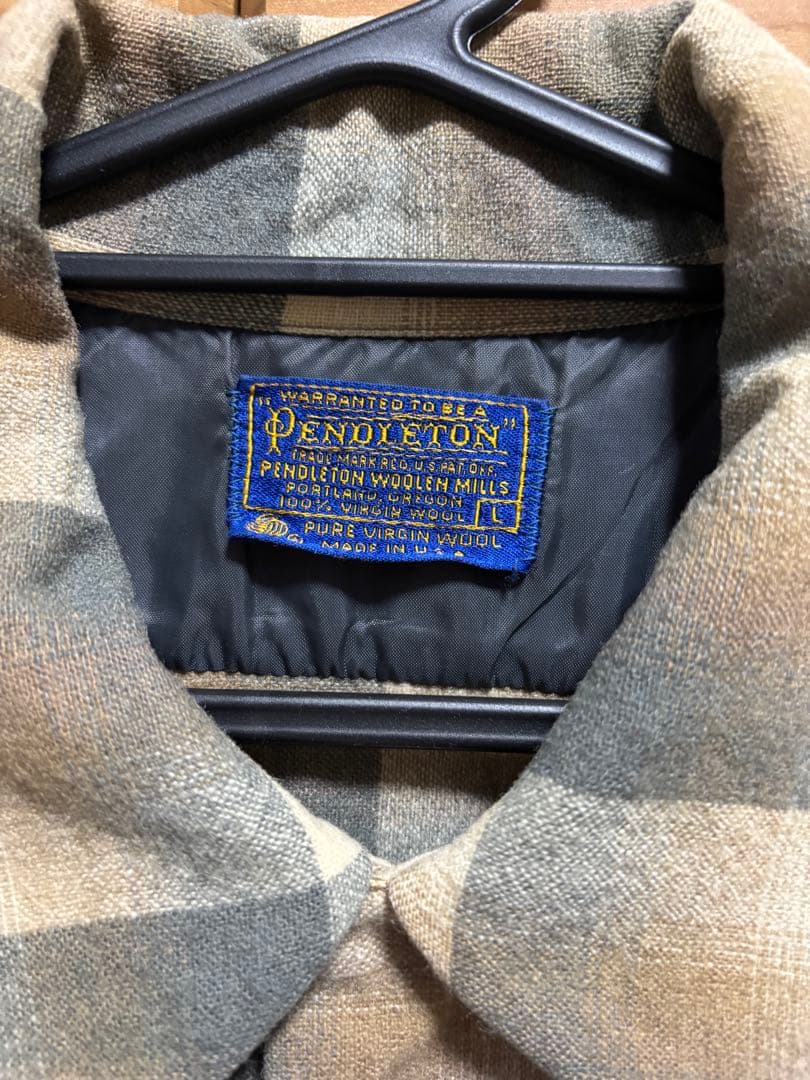 WARRANTED TO BE A
"PENDLETON"
TRADE MARK REG. U.S. PAT. OFF.
PENDLETON WOOLEN MILLS
PORTLAND, OREGON
100% VIRGIN WOOL L
PURE VIRGIN WOOL
MADE IN U.S.A.